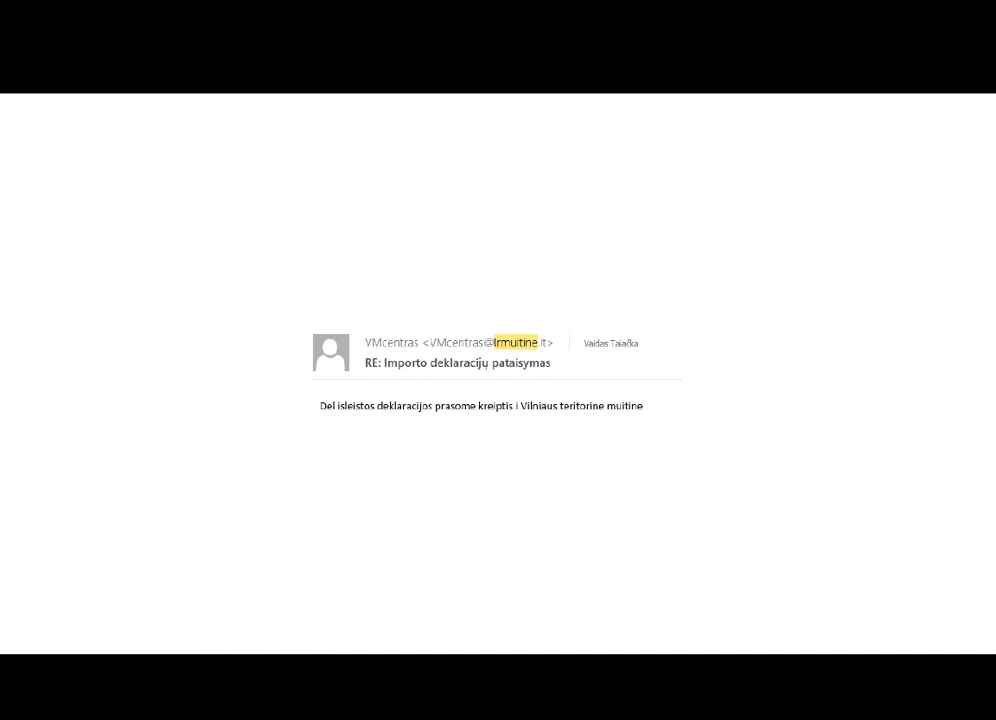 VMcentras <VMcentras@lrmuitine.lt>
Vaidas Talačka
RE: Importo deklaracijų pataisymas
Del isleistos deklaracijos prasome kreiptis i Vilniaus teritorine muitine